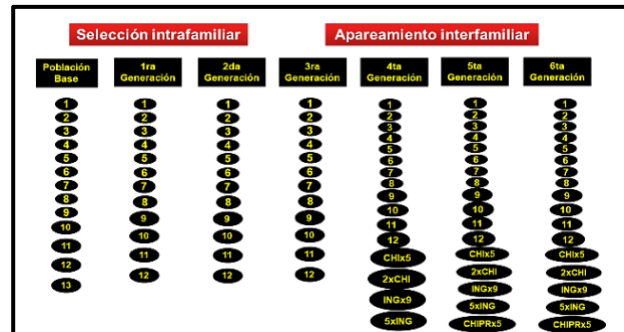 Selección intrafamiliar
Apareamiento interfamiliar
Población
Base
1ra
Generación
2da
Generación
3ra
Generación
4ta
Generación
5ta
Generación
6ta
Generación
1
2
3
4
5
6
7
8
9
10
11
12
13
1
2
3
4
5
6
7
8
9
10
11
12
1
2
3
4
5
6
7
8
9
10
11
12
1
2
3
4
5
6
7
8
9
10
11
12
1
2
3
4
5
6
7
8
9
10
11
12
CHIx5
2xCHI
INGx9
5xING
1
2
3
4
5
6
7
8
9
10
11
12
CHIx5
2xCHI
INGx9
5xING
CHIPRx5
1
2
3
4
5
6
7
8
9
10
11
12
CHIx5
2xCHI
INGx9
5xING
CHIPRx5